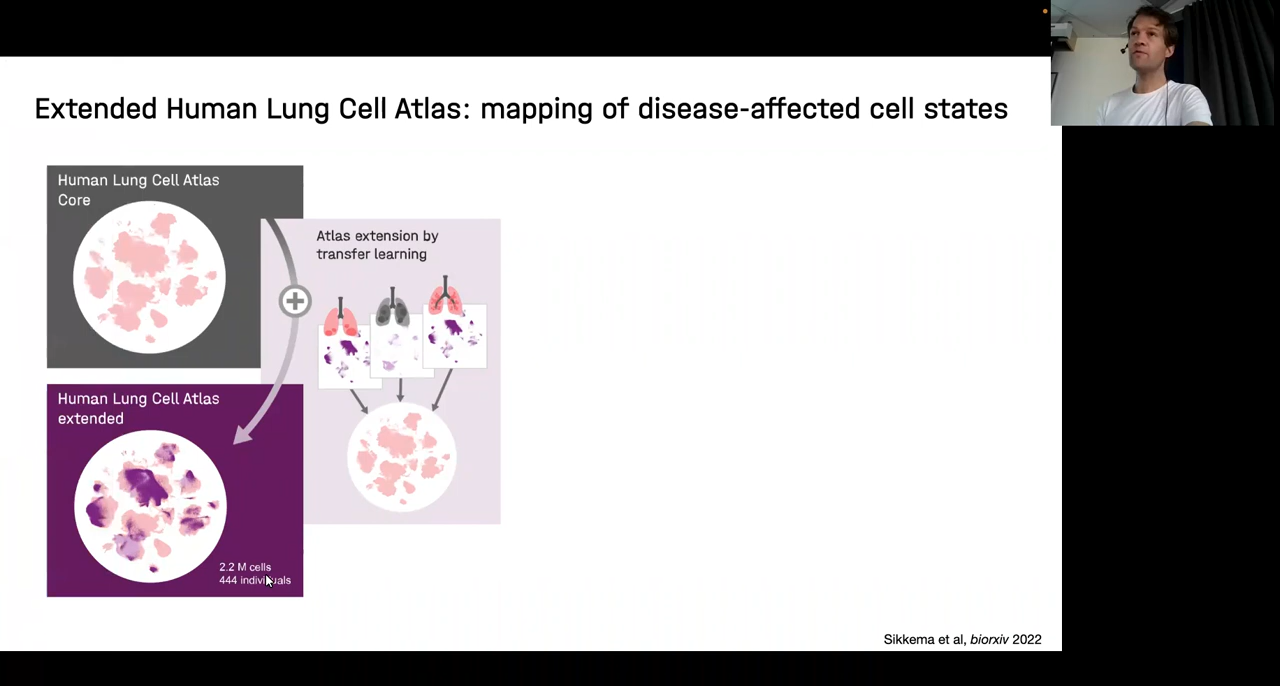 Extended Human Lung Cell Atlas: mapping of disease-affected cell states
Human Lung Cell Atlas
Core
Atlas extension by
transfer learning
Human Lung Cell Atlas
extended
2.2 M cells
444 individuals
Sikkema et al, biorxiv 2022